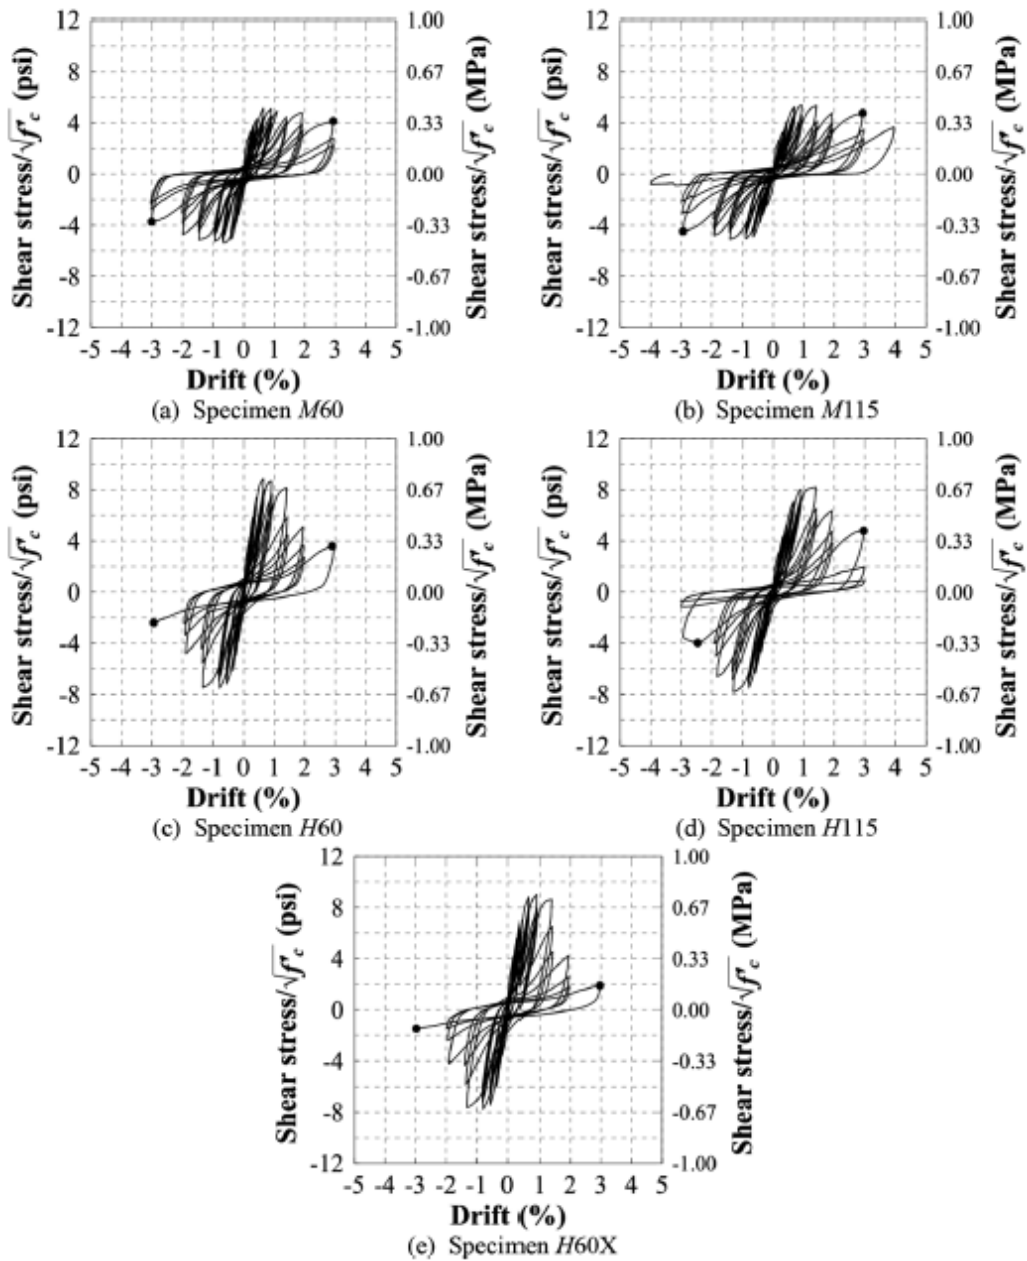 12
8
4
0
-4
-8
-12
Shear stress/√f'c (psi)
1.00
0.67
0.33
0.00
-0.33
-0.67
-1.00
Shear stress/√f'c (MPa)
-5 -4 -3 -2 -1 0 1 2 3 4 5
Drift (%)
(a) Specimen M60
12
8
4
0
-4
-8
-12
Shear stress/√f'c (psi)
1.00
0.67
0.33
0.00
-0.33
-0.67
-1.00
Shear stress/√f'c (MPa)
-5 -4 -3 -2 -1 0 1 2 3 4 5
Drift (%)
(b) Specimen M115
12
8
4
0
-4
-8
-12
Shear stress/√f'c (psi)
1.00
0.67
0.33
0.00
-0.33
-0.67
-1.00
Shear stress/√f'c (MPa)
-5 -4 -3 -2 -1 0 1 2 3 4 5
Drift (%)
(c) Specimen H60
12
8
4
0
-4
-8
-12
Shear stress/√f'c (psi)
1.00
0.67
0.33
0.00
-0.33
-0.67
-1.00
Shear stress/√f'c (MPa)
-5 -4 -3 -2 -1 0 1 2 3 4 5
Drift (%)
(d) Specimen H115
12
8
4
0
-4
-8
-12
Shear stress/√f'c (psi)
1.00
0.67
0.33
0.00
-0.33
-0.67
-1.00
Shear stress/√f'c (MPa)
-5 -4 -3 -2 -1 0 1 2 3 4 5
Drift (%)
(e) Specimen H60X